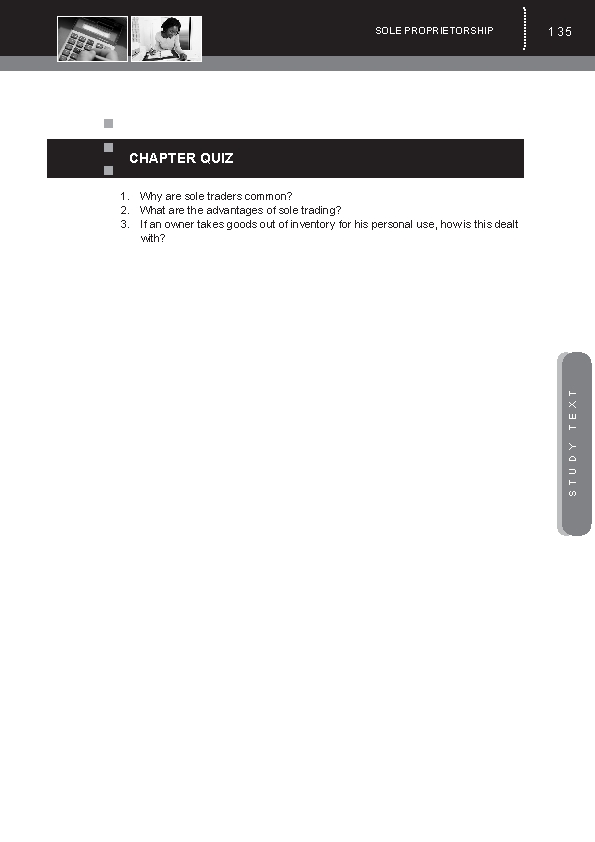 SOLE PROPRIETORSHIP 135
CHAPTER QUIZ
1. Why are sole traders common?
2. What are the advantages of sole trading?
3. If an owner takes goods out of inventory for his personal use, how is this dealt
with?
STUDY TEXT